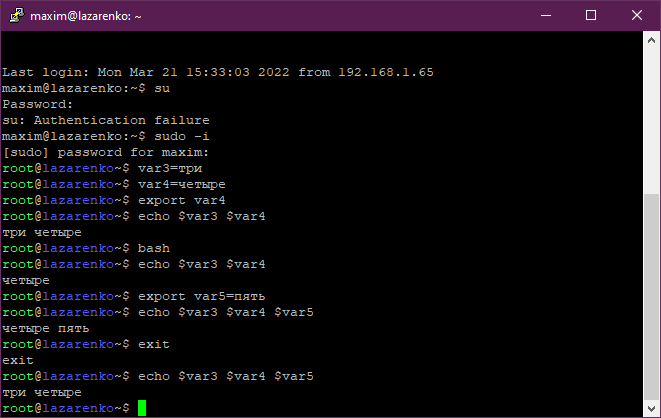 maxim@lazarenko: ~
Last login: Mon Mar 21 15:33:03 2022 from 192.168.1.65
maxim@lazarenko:~$ su
Password:
su: Authentication failure
maxim@lazarenko:~$ sudo -i
[sudo] password for maxim:
root@lazarenko~$ var3=три
root@lazarenko~$ var4=четыре
root@lazarenko~$ export var4
root@lazarenko~$ echo $var3 $var4
три четыре
root@lazarenko~$ bash
root@lazarenko~$ echo $var3 $var4
четыре
root@lazarenko~$ export var5=пять
root@lazarenko~$ echo $var3 $var4 $var5
четыре пять
root@lazarenko~$ exit
exit
root@lazarenko~$ echo $var3 $var4 $var5
три четыре
root@lazarenko~$